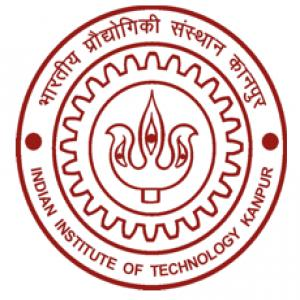 भारतीय प्रौद्योगिकी संस्थान कानपुर
INDIAN INSTITUTE OF TECHNOLOGY KANPUR